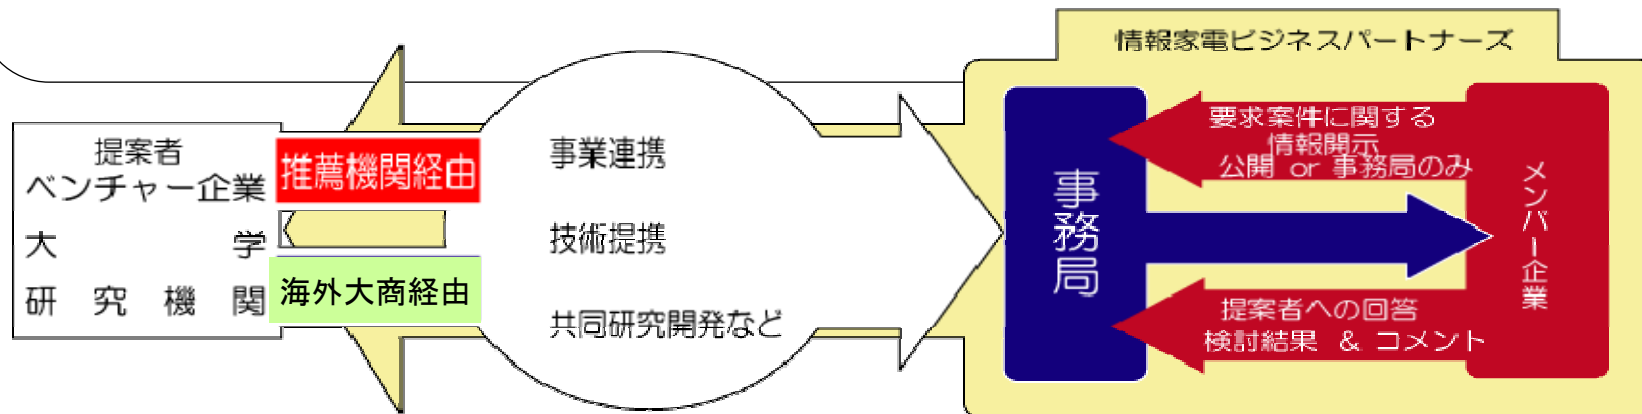 情報家電ビジネスパートナーズ
提案者
ベンチャー企業
大学
研究機関
推薦機関経由
海外大商経由
事業連携
技術提携
共同研究開発など
事務局
要求案件に関する
情報開示
公開 or 事務局のみ
提案者への回答
検討結果 & コメント
メンバー企業